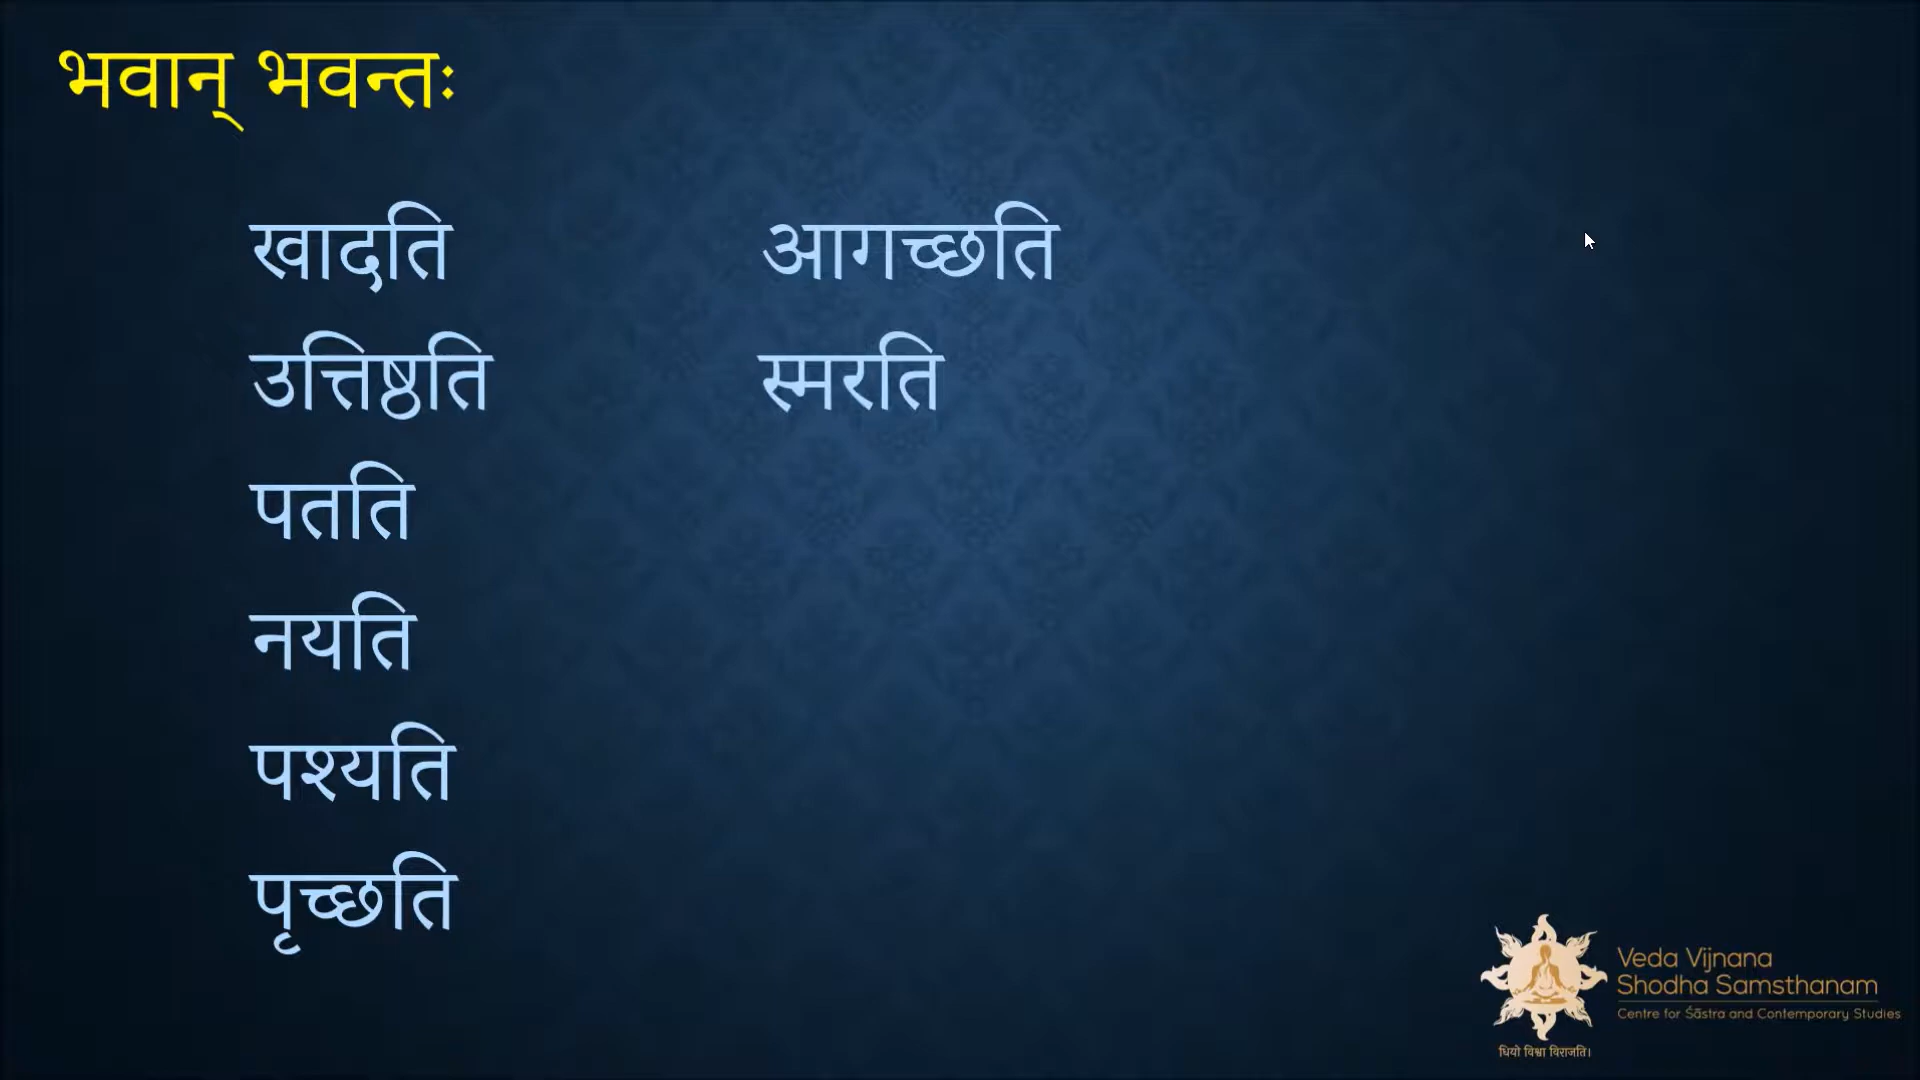 भवान् भवन्तः
खादति
उत्तिष्ठति
पतति
नयति
पश्यति
पृच्छति
आगच्छति
स्मरति
Veda Vijnana
Shodha Samsthanam
Centre for Śāstra and Contemporary Studies
धियो विश्वा विराजति।